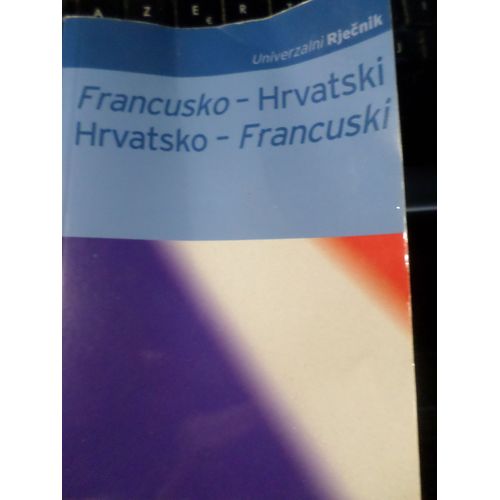 A Z E R T
€
Univerzalni Rječnik
Francusko – Hrvatski
Hrvatsko – Francuski